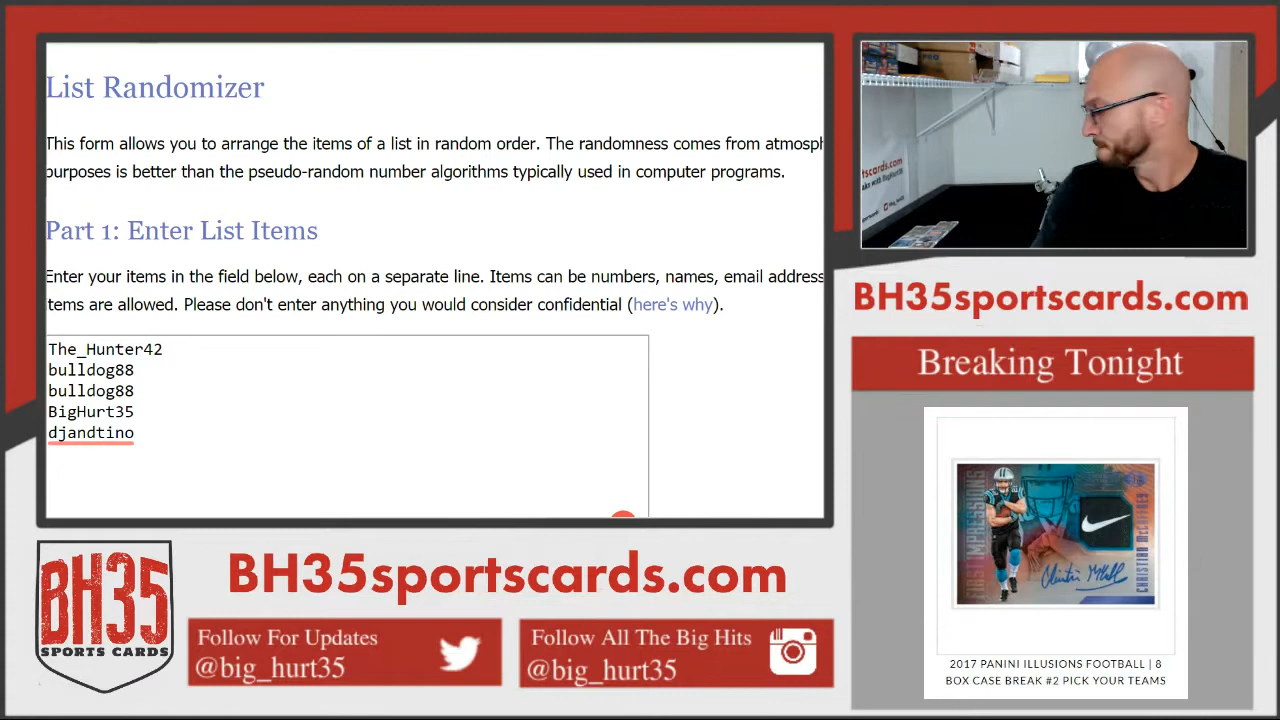 List Randomizer
This form allows you to arrange the items of a list in random order. The randomness comes from atmosph
purposes is better than the pseudo-random number algorithms typically used in computer programs.
Part 1: Enter List Items
Enter your items in the field below, each on a separate line. Items can be numbers, names, email address
items are allowed. Please don't enter anything you would consider confidential (here's why).
The_Hunter42
bulldog88
bulldog88
BigHurt35
djandtino
BH35sportscards.com
Breaking Tonight
FIRST IMPRESSIONS
CHRISTIAN McCAFFREY
2017 PANINI ILLUSIONS FOOTBALL | 8
BOX CASE BREAK #2 PICK YOUR TEAMS
BH35
SPORTS CARDS
BH35sportscards.com
Follow For Updates
@big_hurt35
Follow All The Big Hits
@big_hurt35